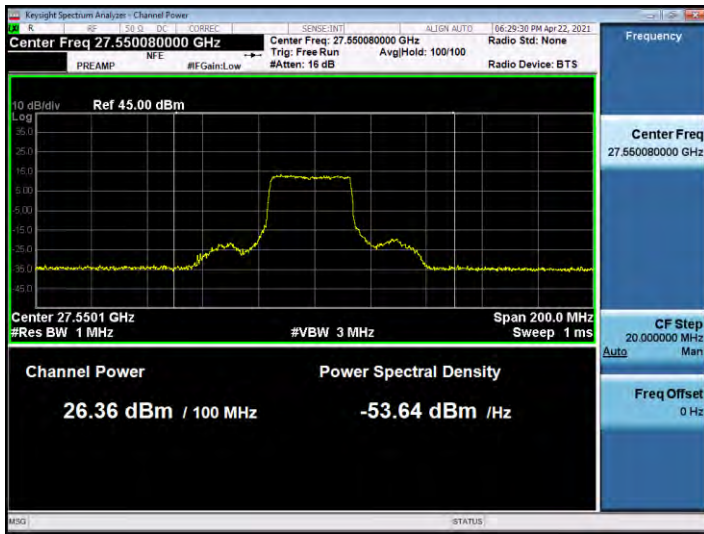 Keysight Spectrum Analyzer - Channel Power
R RF 50 Ω DC CORREC SENSE:INT ALIGN AUTO 06:29:30 PM Apr 22, 2021
Center Freq 27.550080000 GHz
Center Freq: 27.550080000 GHz
Radio Std: None
NFE
Trig: Free Run
Avg|Hold: 100/100
PREAMP
#IFGain:Low
#Atten: 16 dB
Radio Device: BTS
10 dB/div
Ref 45.00 dBm
Log
35.0
25.0
15.0
5.00
-5.00
-15.0
-25.0
-35.0
-45.0
Center 27.5501 GHz
Span 200.0 MHz
#Res BW 1 MHz
#VBW 3 MHz
Sweep 1 ms
Channel Power
Power Spectral Density
26.36 dBm / 100 MHz
-53.64 dBm /Hz
MSG
STATUS
Frequency
Center Freq
27.550080000 GHz
CF Step
20.000000 MHz
Auto Man
Freq Offset
0 Hz